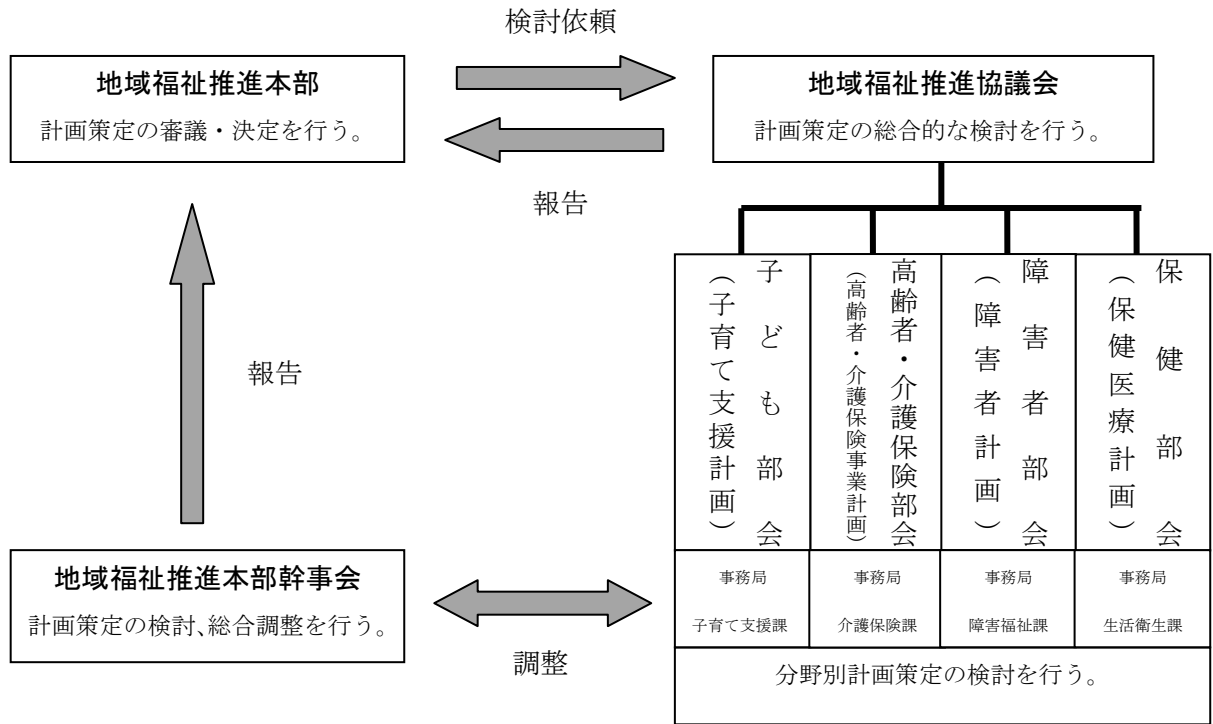 検討依頼
地域福祉推進本部
計画策定の審議・決定を行う。
地域福祉推進協議会
計画策定の総合的な検討を行う。
報告
報告
子ども部会
（子育て支援計画）
高齢者・介護保険部会
（高齢者・介護保険事業計画）
障害者部会
（障害者計画）
保健部会
（保健医療計画）
地域福祉推進本部幹事会
計画策定の検討、総合調整を行う。
調整
事務局
子育て支援課
事務局
介護保険課
事務局
障害福祉課
事務局
生活衛生課
分野別計画策定の検討を行う。